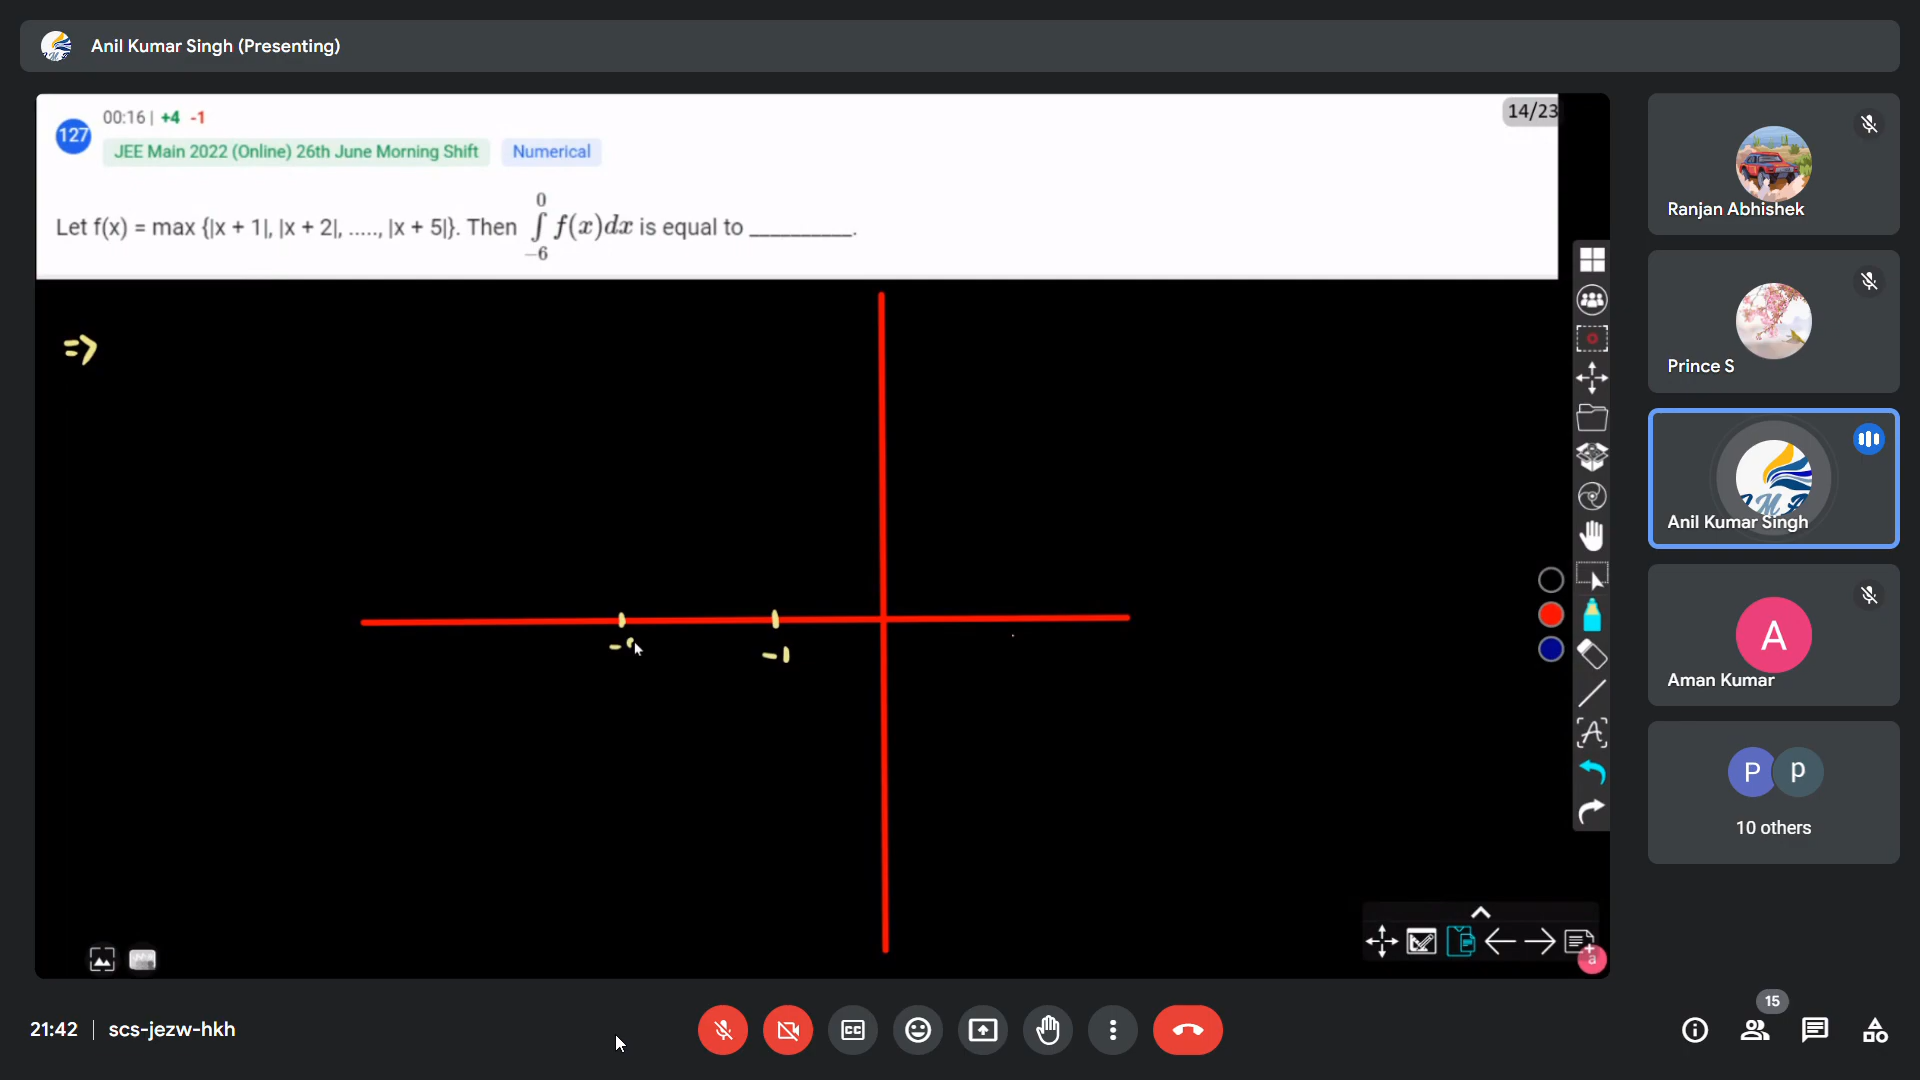 Anil Kumar Singh (Presenting)
127
00:16 | +4 -1
14/23
JEE Main 2022 (Online) 26th June Morning Shift
Numerical
Let f(x) = max {|x + 1|, |x + 2|, ....., |x + 5|}. Then ∫₋₆⁰ f(x)dx is equal to __________.
=>
-1
Ranjan Abhishek
Prince S
Anil Kumar Singh
A
Aman Kumar
P p
10 others
a
21:42 | scs-jezw-hkh
CC
15